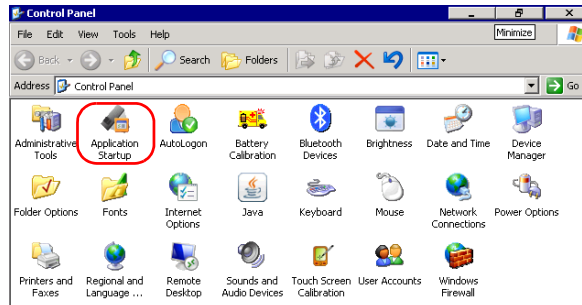 Control Panel
File Edit View Tools Help
Minimize
Back Search Folders
Address Control Panel Go
Administrative Application AutoLogon Battery Bluetooth Brightness Date and Time Device
Tools Startup Calibration Devices Manager
Folder Options Fonts Internet Java Keyboard Mouse Network Power Options
Options Connections
Printers and Regional and Remote Sounds and Touch Screen User Accounts Windows
Faxes Language ... Desktop Audio Devices Calibration Firewall